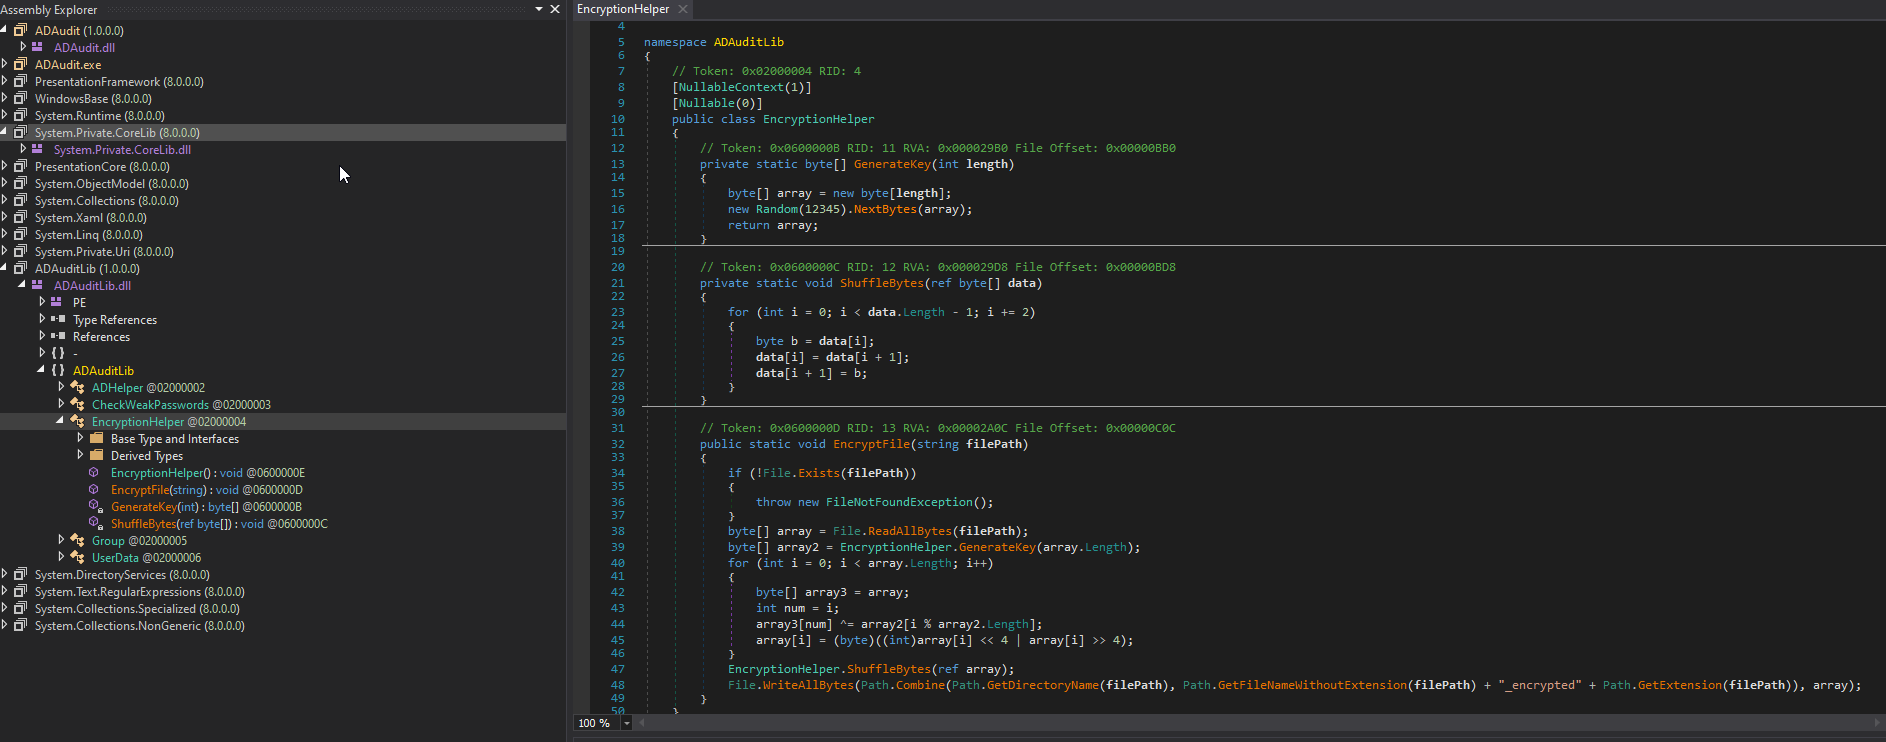 Assembly Explorer
ADAudit (1.0.0.0)
ADAudit.dll
ADAudit.exe
PresentationFramework (8.0.0.0)
WindowsBase (8.0.0.0)
System.Runtime (8.0.0.0)
System.Private.CoreLib (8.0.0.0)
System.Private.CoreLib.dll
PresentationCore (8.0.0.0)
System.ObjectModel (8.0.0.0)
System.Collections (8.0.0.0)
System.Xaml (8.0.0.0)
System.Linq (8.0.0.0)
System.Private.Uri (8.0.0.0)
ADAuditLib (1.0.0.0)
ADAuditLib.dll
PE
Type References
References
{ } -
{ } ADAuditLib
ADHelper @02000002
CheckWeakPasswords @02000003
EncryptionHelper @02000004
Base Type and Interfaces
Derived Types
EncryptionHelper() : void @0600000E
EncryptFile(string) : void @0600000D
GenerateKey(int) : byte[] @0600000B
ShuffleBytes(ref byte[]) : void @0600000C
Group @02000005
UserData @02000006
System.DirectoryServices (8.0.0.0)
System.Text.RegularExpressions (8.0.0.0)
System.Collections.Specialized (8.0.0.0)
System.Collections.NonGeneric (8.0.0.0)
EncryptionHelper
4
5 namespace ADAuditLib
6 {
7 // Token: 0x02000004 RID: 4
8 [NullableContext(1)]
9 [Nullable(0)]
10 public class EncryptionHelper
11 {
12 // Token: 0x0600000B RID: 11 RVA: 0x000029B0 File Offset: 0x00000BB0
13 private static byte[] GenerateKey(int length)
14 {
15 byte[] array = new byte[length];
16 new Random(12345).NextBytes(array);
17 return array;
18 }
19
20 // Token: 0x0600000C RID: 12 RVA: 0x000029D8 File Offset: 0x00000BD8
21 private static void ShuffleBytes(ref byte[] data)
22 {
23 for (int i = 0; i < data.Length - 1; i += 2)
24 {
25 byte b = data[i];
26 data[i] = data[i + 1];
27 data[i + 1] = b;
28 }
29 }
30
31 // Token: 0x0600000D RID: 13 RVA: 0x00002A0C File Offset: 0x00000C0C
32 public static void EncryptFile(string filePath)
33 {
34 if (!File.Exists(filePath))
35 {
36 throw new FileNotFoundException();
37 }
38 byte[] array = File.ReadAllBytes(filePath);
39 byte[] array2 = EncryptionHelper.GenerateKey(array.Length);
40 for (int i = 0; i < array.Length; i++)
41 {
42 byte[] array3 = array;
43 int num = i;
44 array3[num] ^= array2[i % array2.Length];
45 array[i] = (byte)((int)array[i] << 4 | array[i] >> 4);
46 }
47 EncryptionHelper.ShuffleBytes(ref array);
48 File.WriteAllBytes(Path.Combine(Path.GetDirectoryName(filePath), Path.GetFileNameWithoutExtension(filePath) + "_encrypted" + Path.GetExtension(filePath)), array);
49 }
50 }
100 %